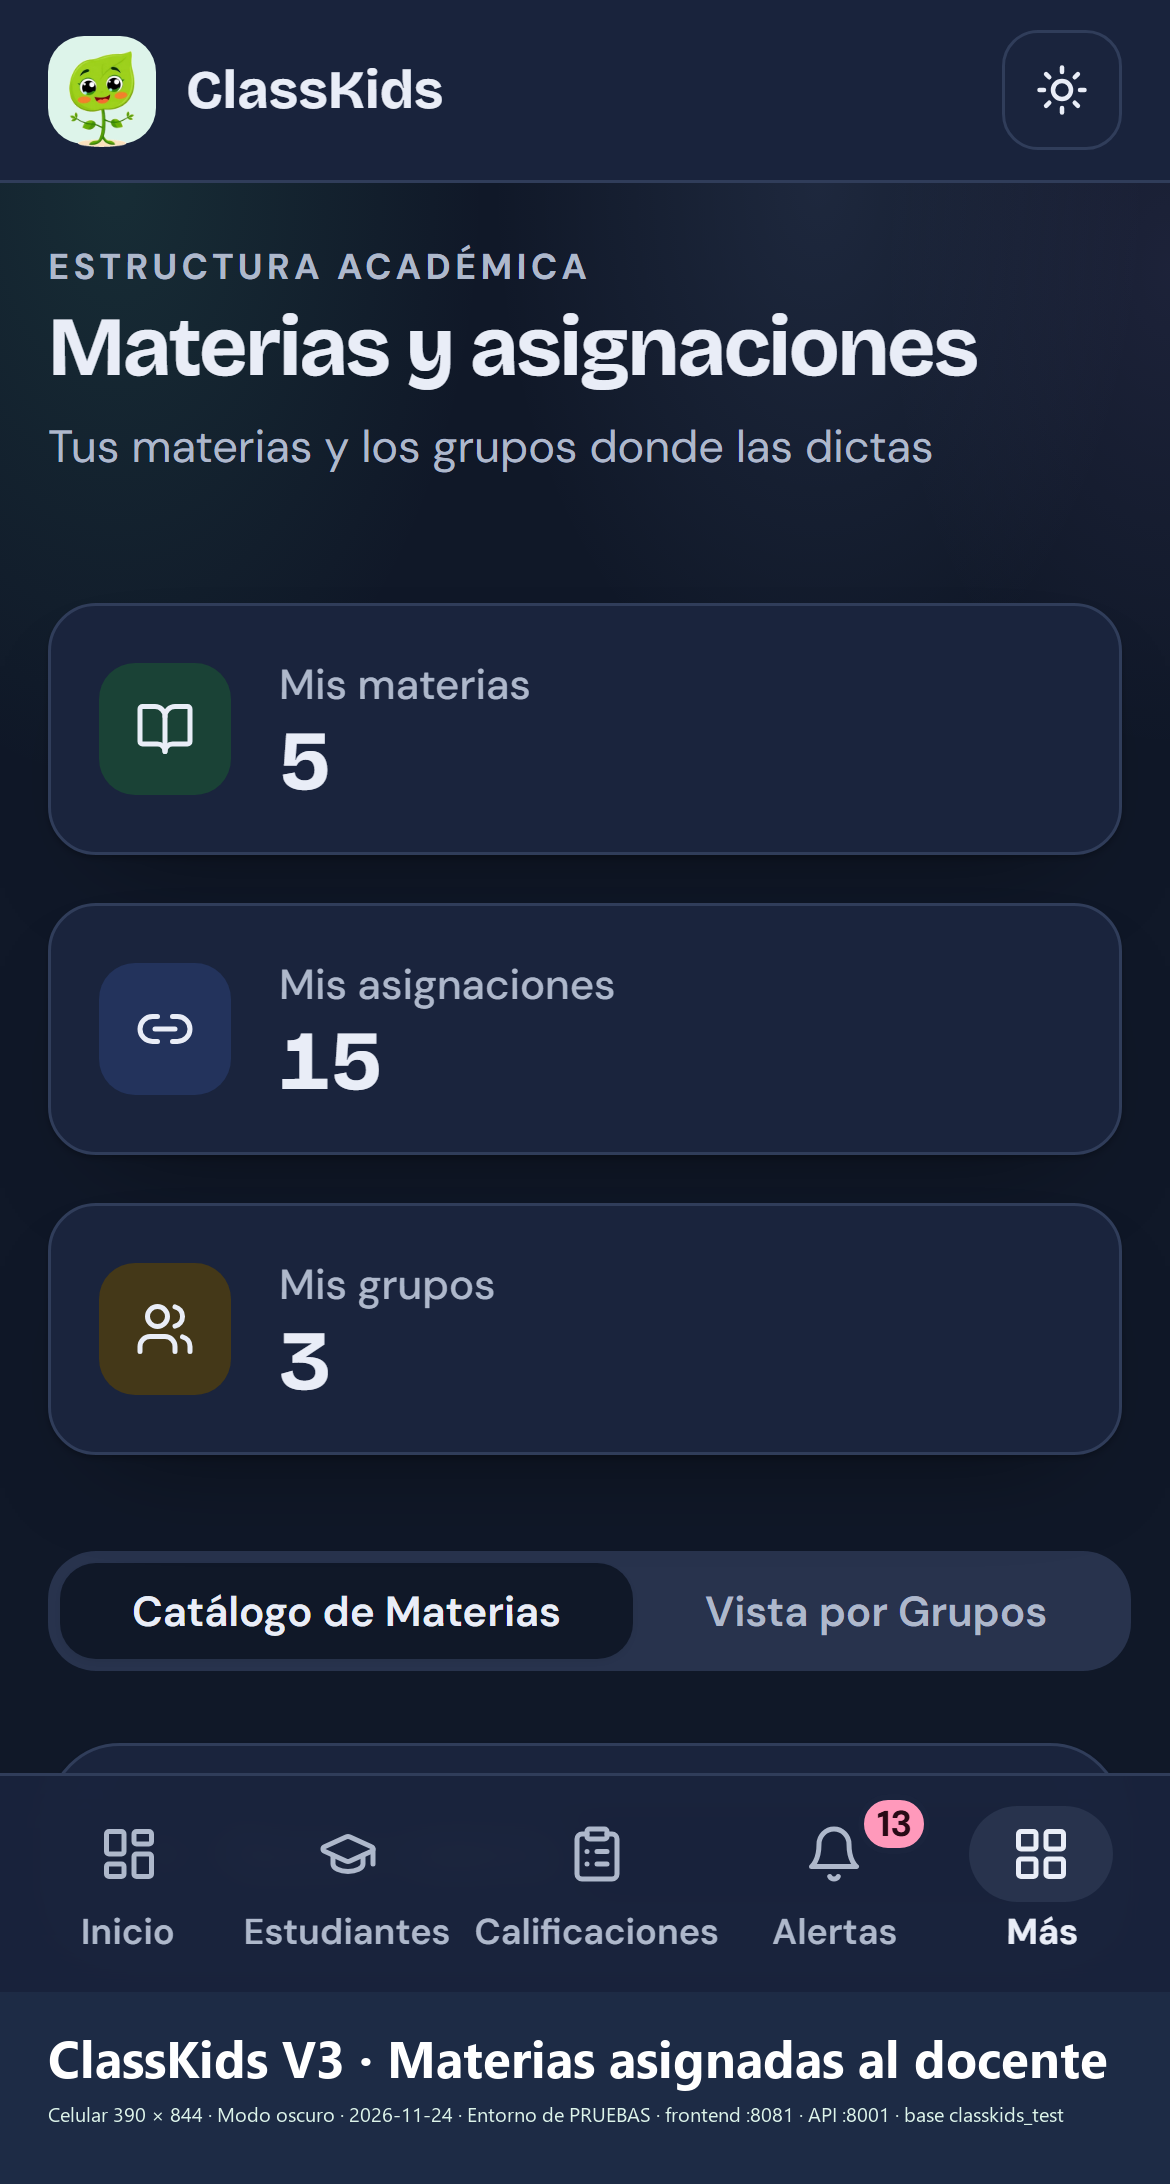 ClassKids
ESTRUCTURA ACADÉMICA
Materias y asignaciones
Tus materias y los grupos donde las dictas
Mis materias
5
Mis asignaciones
15
Mis grupos
3
Catálogo de Materias
Vista por Grupos
13
Inicio
Estudiantes
Calificaciones
Alertas
Más
ClassKids V3 · Materias asignadas al docente
Celular 390 × 844 · Modo oscuro · 2026-11-24 · Entorno de PRUEBAS · frontend :8081 · API :8001 · base classkids_test